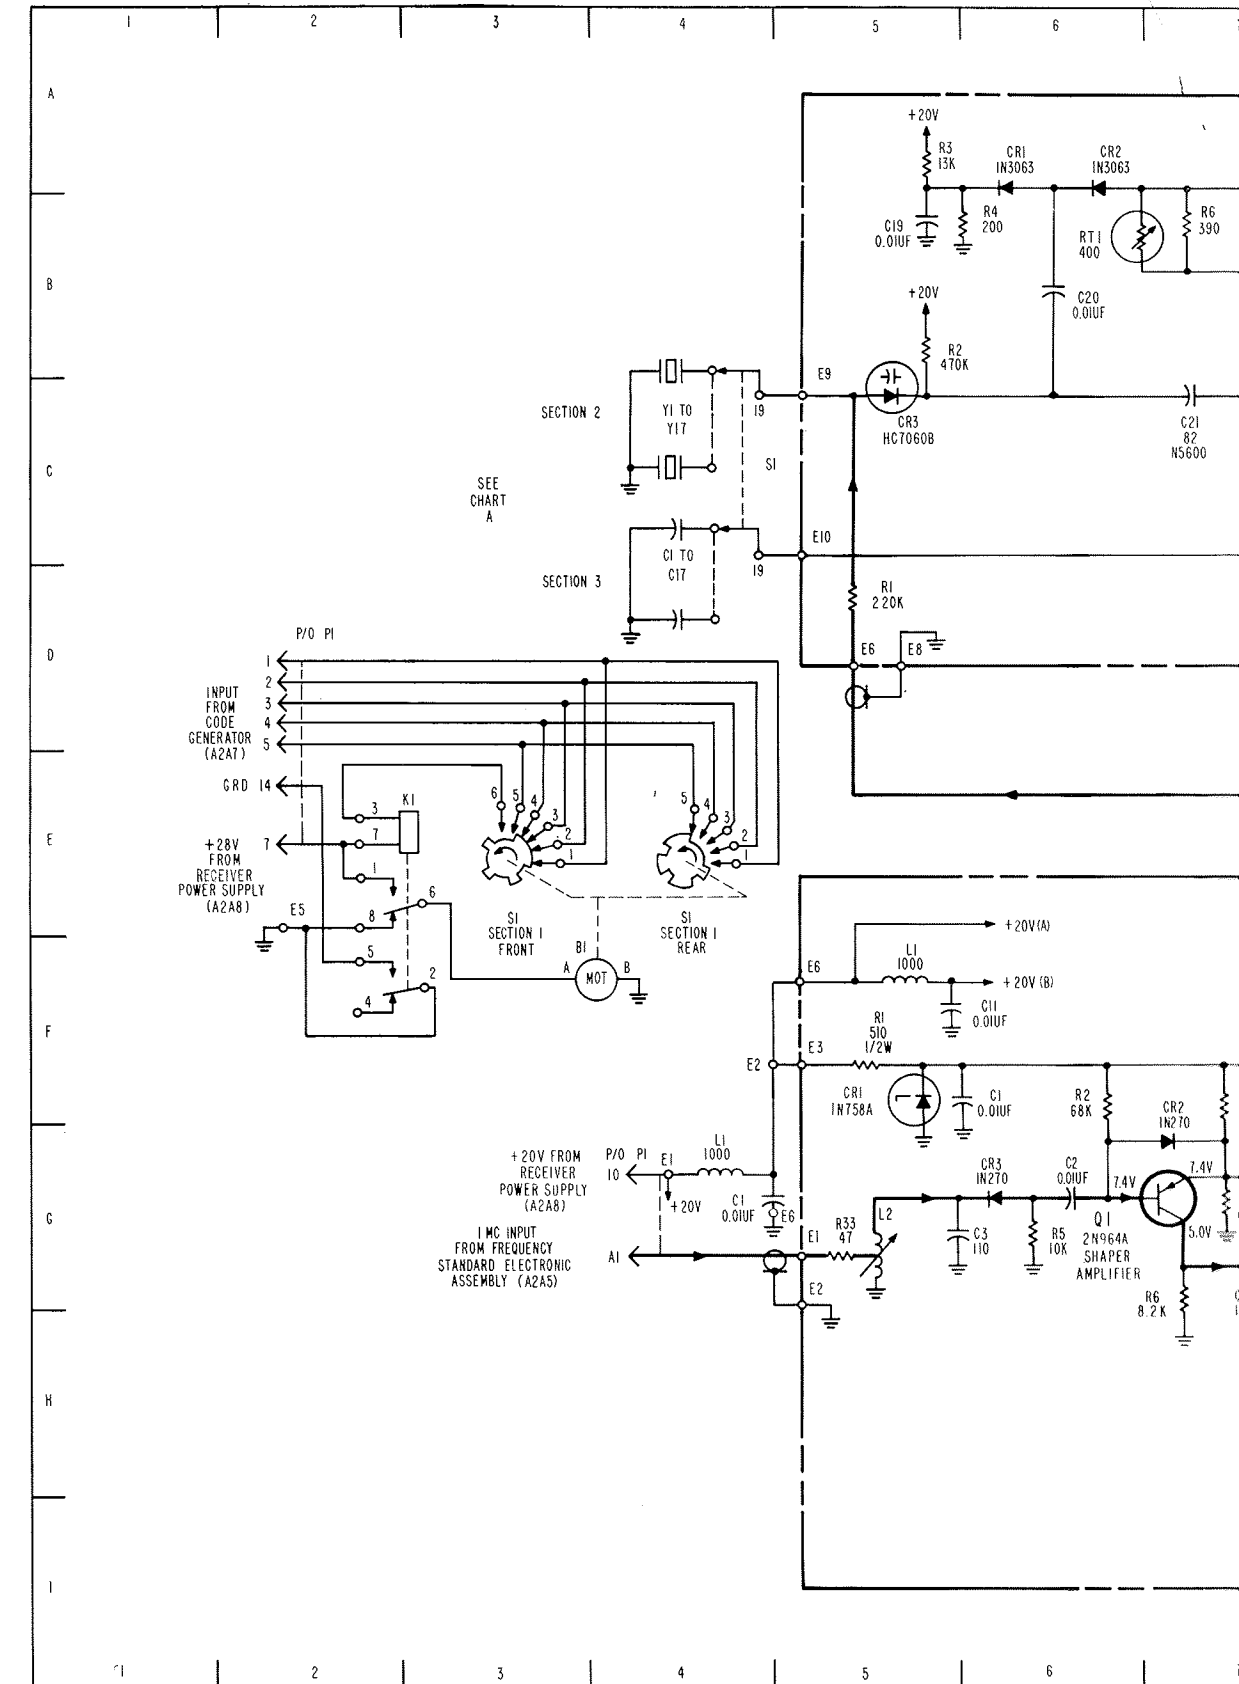 1 2 3 4 5 6
A
+20V
R3
13K
CR1
1N3063
CR2
1N3063
C19
0.01UF
R4
200
RT1
400
R6
390
B
+20V
C20
0.01UF
R2
470K
E9
SECTION 2
Y1 TO
Y17
19
CR3
HC7060B
C21
82
N5600
C
S1
SEE
CHART
A
E10
C1 TO
C17
19
SECTION 3
R1
220K
P/O P1
D
E6 E8
1
2
3
4
5
INPUT
FROM
CODE
GENERATOR
(A2A7)
GRD 14
K1
3
7
1
6
8
5
2
4
6 5 4 3 2 1
5 4 3 2 1
E
+28V
FROM
RECEIVER
POWER SUPPLY
(A2A8)
7
E5
S1
SECTION 1
FRONT
S1
SECTION 1
REAR
B1
A MOT B
+20V(A)
E6
L1
1000
+20V (B)
C11
0.01UF
F
R1
510
1/2W
E2 E3
CR1
1N758A
C1
0.01UF
R2
68K
CR2
1N270
+20V FROM
RECEIVER
POWER SUPPLY
(A2A8)
P/O P1
10
E1
L1
1000
+20V
C1
0.01UF
E6
CR3
1N270
C2
0.01UF
7.4V
7.4V
G
1 MC INPUT
FROM FREQUENCY
STANDARD ELECTRONIC
ASSEMBLY (A2A5)
A1
E1
R33
47
L2
C3
110
R5
10K
Q1
2N964A
SHAPER
AMPLIFIER
5.0V
E2
R6
8.2K
H
I
1 2 3 4 5 6